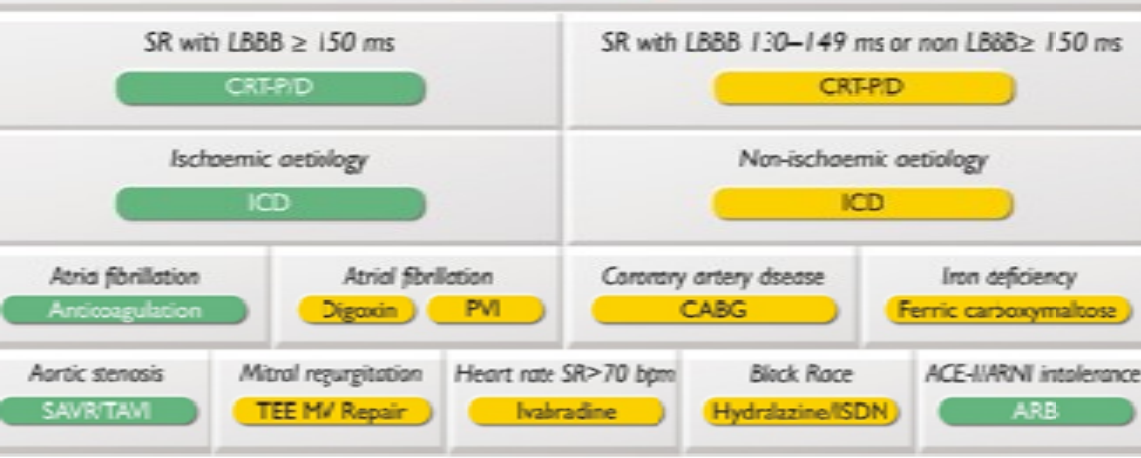 SR with LBBB ≥ 150 ms
SR with LBBB 130–149 ms or non LBBB ≥ 150 ms
CRT-P/D
CRT-P/D
Ischaemic aetiology
Non-ischaemic aetiology
ICD
ICD
Atrial fibrillation
Atrial fibrillation
Coronary artery disease
Iron deficiency
Anticoagulation
Digoxin
PVI
CABG
Ferric carboxymaltose
Aortic stenosis
Mitral regurgitation
Heart rate SR>70 bpm
Black Race
ACE-I/ARNI intolerance
SAVR/TAVI
TEE MV Repair
Ivabradine
Hydralazine/ISDN
ARB